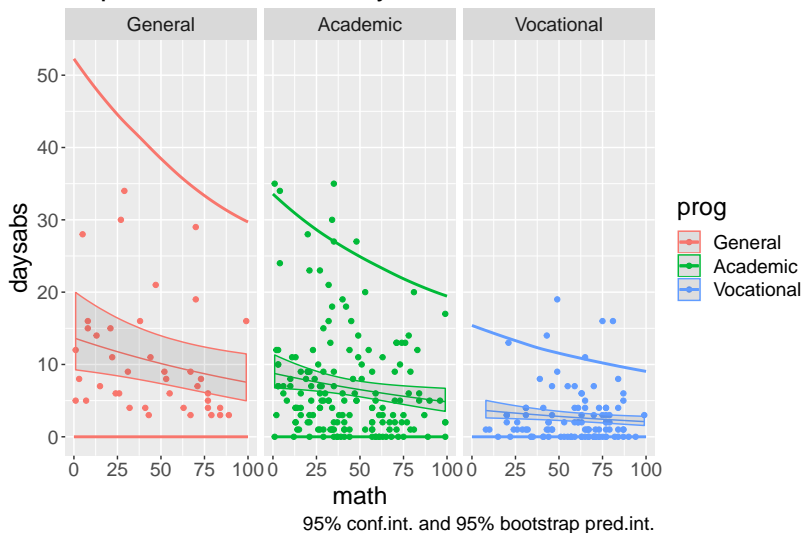 General Academic Vocational
50
40
30
20
10
0
daysabs
0 25 50 75 100 0 25 50 75 100 0 25 50 75 100
math
95% conf.int. and 95% bootstrap pred.int.
prog
General
Academic
Vocational